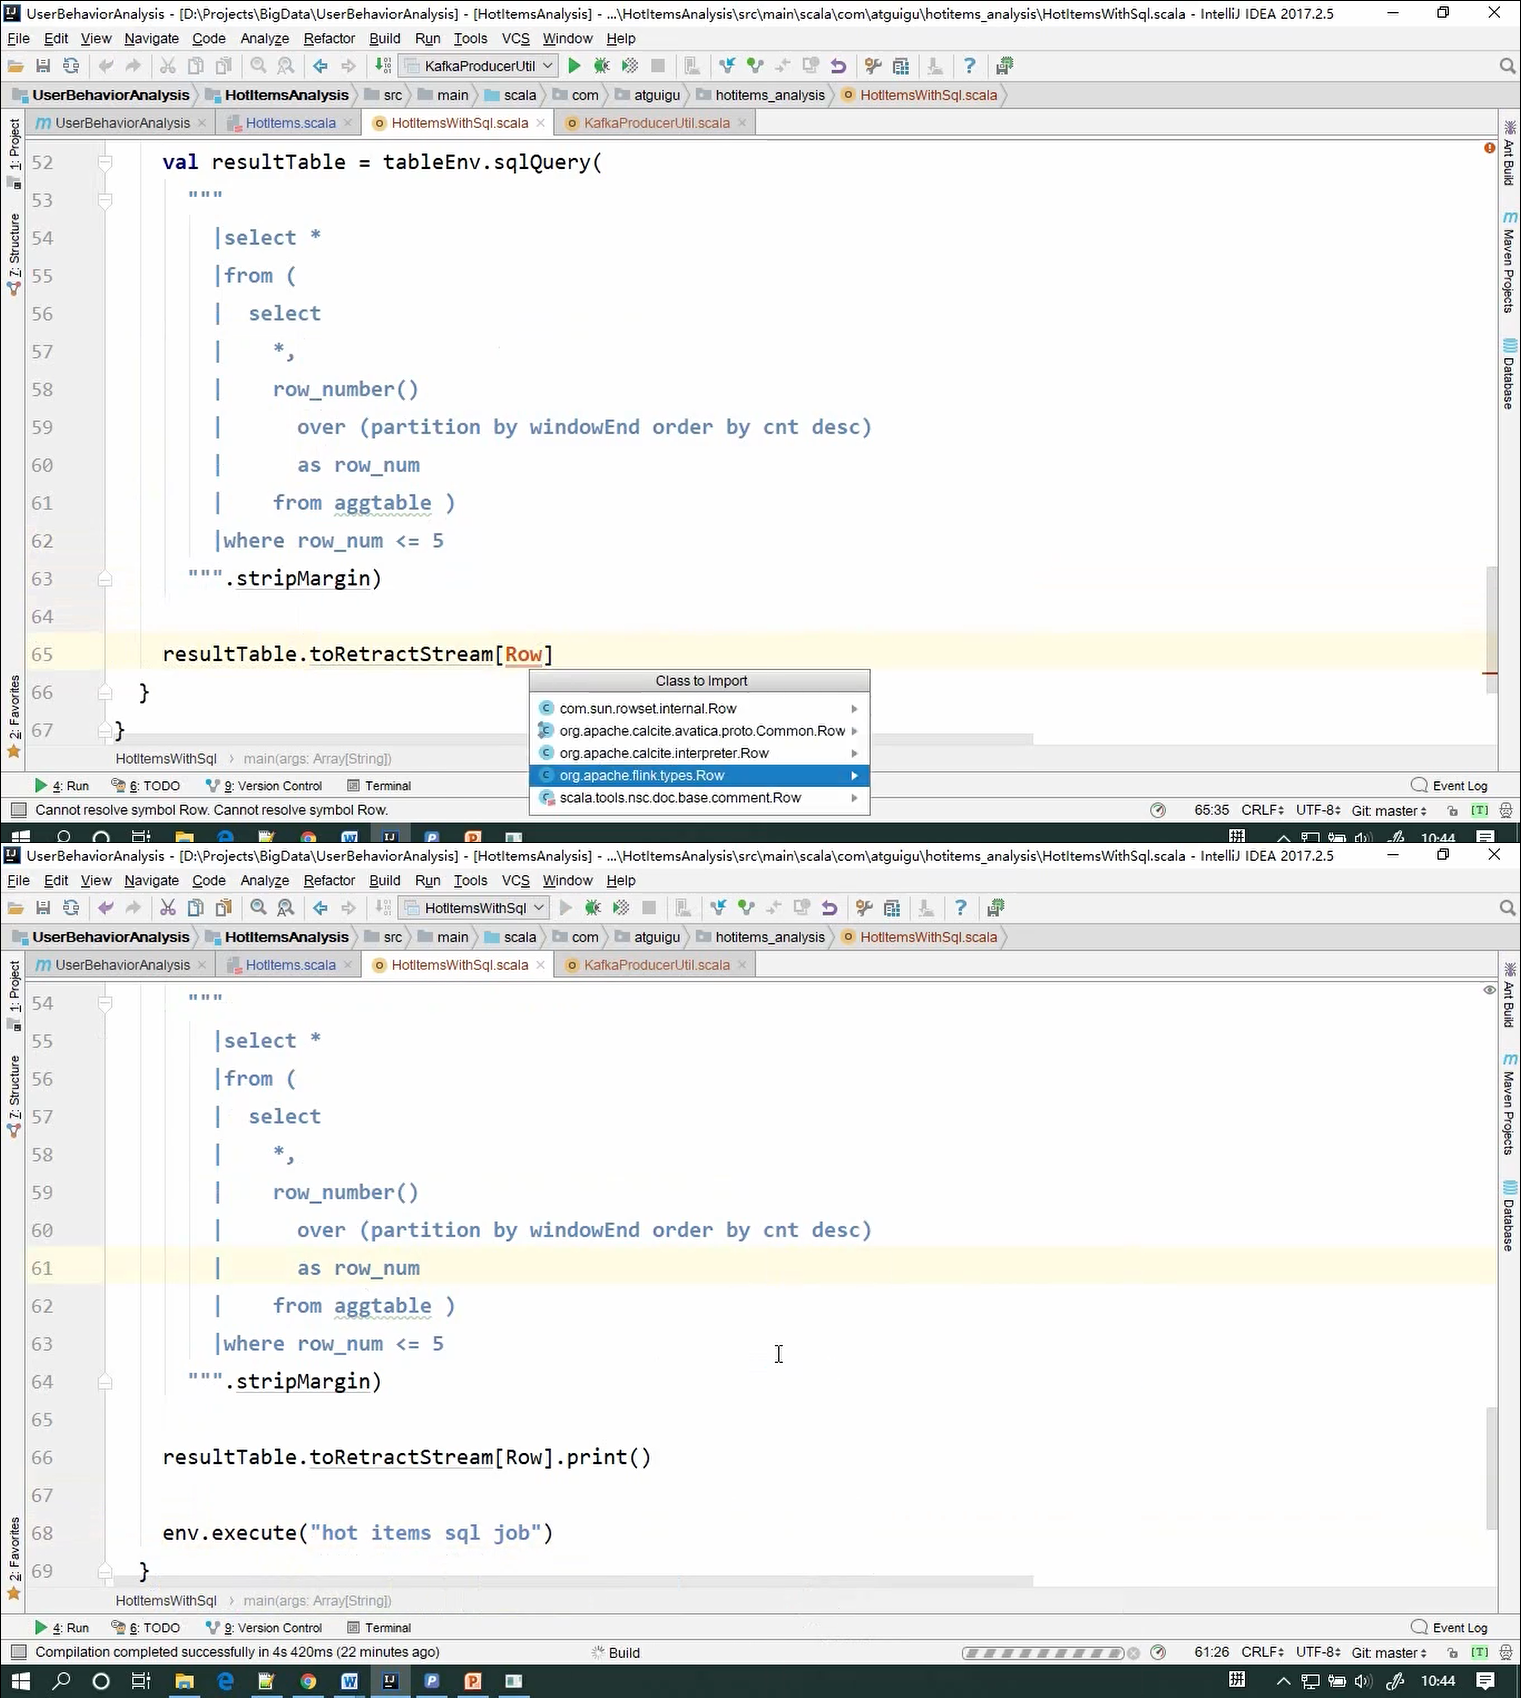 UserBehaviorAnalysis - [D:\Projects\BigData\UserBehaviorAnalysis] - [HotItemsAnalysis] - ...\HotItemsAnalysis\src\main\scala\com\atguigu\hotitems_analysis\HotItemsWithSql.scala - IntelliJ IDEA 2017.2.5
File Edit View Navigate Code Analyze Refactor Build Run Tools VCS Window Help
KafkaProducerUtil
UserBehaviorAnalysis HotItemsAnalysis src main scala com atguigu hotitems_analysis HotItemsWithSql.scala
UserBehaviorAnalysis HotItems.scala HotItemsWithSql.scala KafkaProducerUtil.scala
1: Project
7: Structure
2: Favorites
Ant Build
Maven Projects
Database
52 val resultTable = tableEnv.sqlQuery(
53 """
54 |select *
55 |from (
56 | select
57 | *,
58 | row_number()
59 | over (partition by windowEnd order by cnt desc)
60 | as row_num
61 | from aggtable )
62 |where row_num <= 5
63 """.stripMargin)
64
65 resultTable.toRetractStream[Row]
66 }
67 }
Class to Import
com.sun.rowset.internal.Row
org.apache.calcite.avatica.proto.Common.Row
org.apache.calcite.interpreter.Row
org.apache.flink.types.Row
scala.tools.nsc.doc.base.comment.Row
HotItemsWithSql main(args: Array[String])
4: Run 6: TODO 9: Version Control Terminal Event Log
Cannot resolve symbol Row. Cannot resolve symbol Row. 65:35 CRLF UTF-8 Git: master [T]
拼 10:44
UserBehaviorAnalysis - [D:\Projects\BigData\UserBehaviorAnalysis] - [HotItemsAnalysis] - ...\HotItemsAnalysis\src\main\scala\com\atguigu\hotitems_analysis\HotItemsWithSql.scala - IntelliJ IDEA 2017.2.5
File Edit View Navigate Code Analyze Refactor Build Run Tools VCS Window Help
HotItemsWithSql
UserBehaviorAnalysis HotItemsAnalysis src main scala com atguigu hotitems_analysis HotItemsWithSql.scala
UserBehaviorAnalysis HotItems.scala HotItemsWithSql.scala KafkaProducerUtil.scala
1: Project
7: Structure
2: Favorites
Ant Build
Maven Projects
Database
54 """
55 |select *
56 |from (
57 | select
58 | *,
59 | row_number()
60 | over (partition by windowEnd order by cnt desc)
61 | as row_num
62 | from aggtable )
63 |where row_num <= 5
64 """.stripMargin)
65
66 resultTable.toRetractStream[Row].print()
67
68 env.execute("hot items sql job")
69 }
HotItemsWithSql main(args: Array[String])
4: Run 6: TODO 9: Version Control Terminal Event Log
Compilation completed successfully in 4s 420ms (22 minutes ago) Build 61:26 CRLF UTF-8 Git: master [T]
拼 10:44